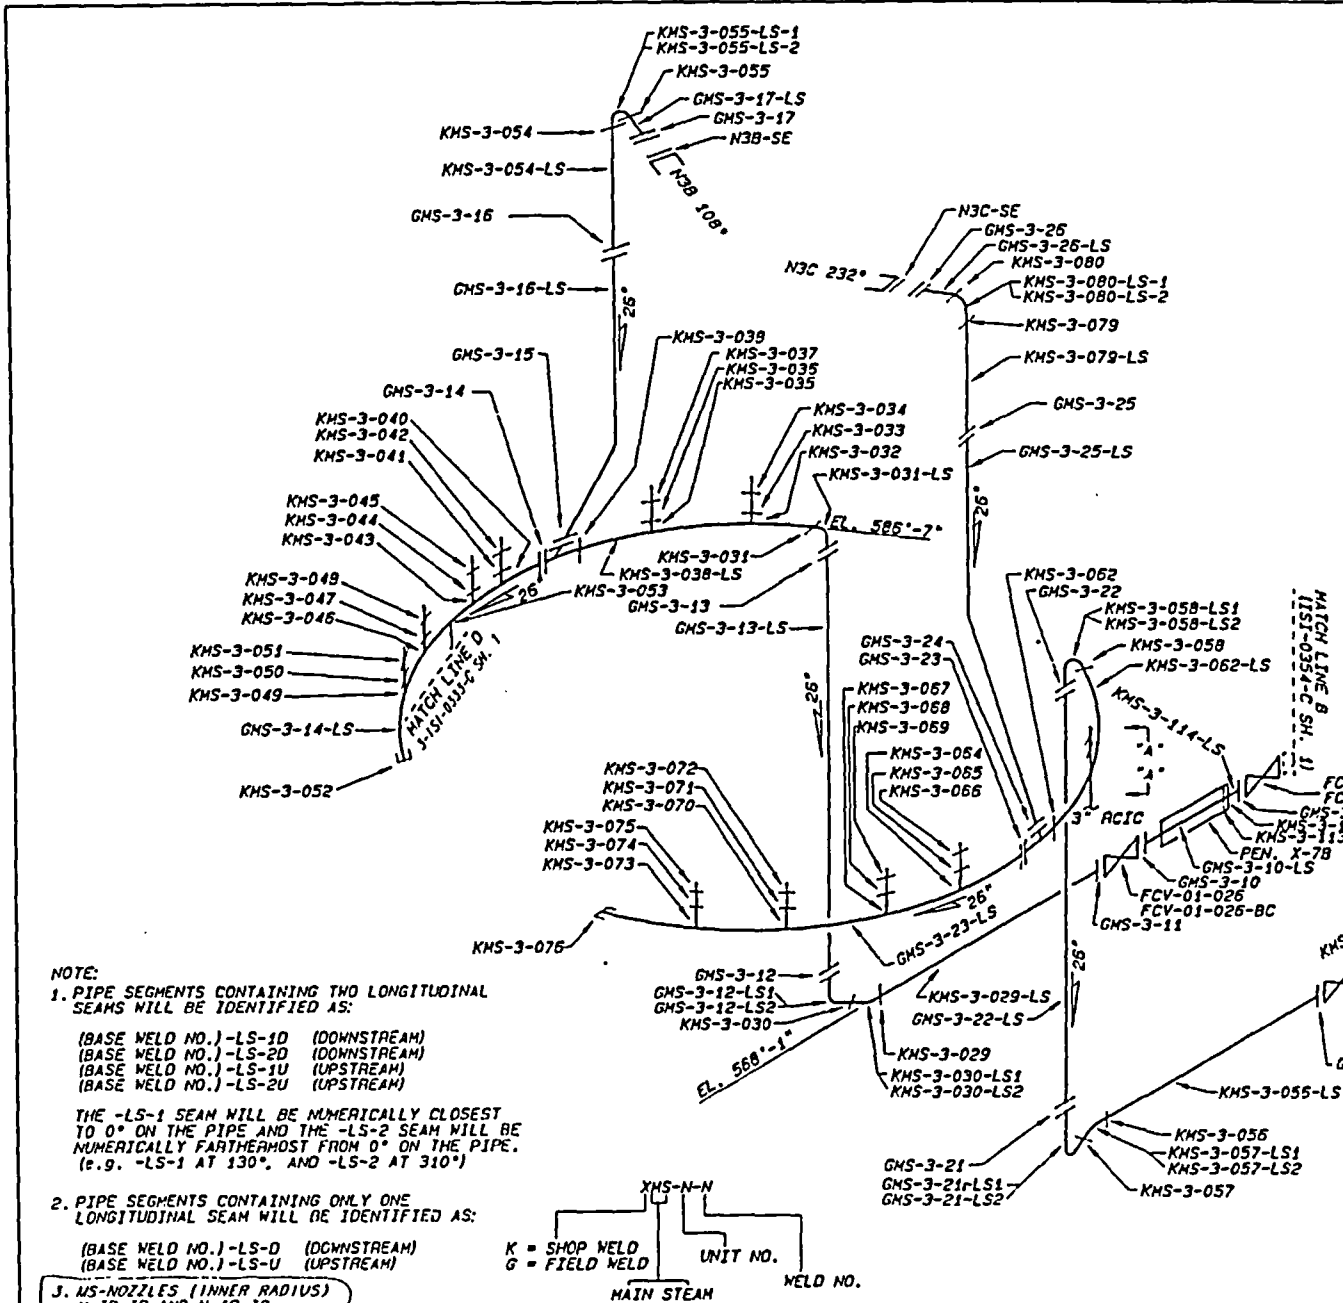 KMS-3-055-LS-1
KMS-3-055-LS-2
KMS-3-055
GMS-3-17-LS
GMS-3-17
N3B-SE
KMS-3-054
KMS-3-054-LS
N3B 108°
GMS-3-16
GMS-3-16-LS
26"
N3C-SE
GMS-3-26
GMS-3-26-LS
KMS-3-080
KMS-3-080-LS-1
KMS-3-080-LS-2
N3C 232°
KMS-3-079
KMS-3-079-LS
GMS-3-25
GMS-3-25-LS
26"
KMS-3-039
KMS-3-037
KMS-3-036
KMS-3-035
GMS-3-15
GMS-3-14
KMS-3-040
KMS-3-042
KMS-3-041
KMS-3-034
KMS-3-033
KMS-3-032
KMS-3-031-LS
KMS-3-045
KMS-3-044
KMS-3-043
EL. 586'-7"
KMS-3-031
KMS-3-038-LS
KMS-3-053
26"
GMS-3-13
GMS-3-13-LS
KMS-3-048
KMS-3-047
KMS-3-046
KMS-3-051
KMS-3-050
KMS-3-049
GMS-3-14-LS
KMS-3-052
MATCH LINE D
3-ISI-0333-C SH. 1
KMS-3-062
GMS-3-22
KMS-3-058-LS1
KMS-3-058-LS2
KMS-3-058
KMS-3-062-LS
GMS-3-24
GMS-3-23
26"
KMS-3-067
KMS-3-068
KMS-3-069
KMS-3-064
KMS-3-065
KMS-3-066
KMS-3-114-LS
MATCH LINE B
(ISI-0354-C SH. 1)
"A"
"A"
3" RCIC
KMS-3-072
KMS-3-071
KMS-3-070
KMS-3-075
KMS-3-074
KMS-3-073
KMS-3-076
26"
GMS-3-23-LS
PEN. X-7B
GMS-3-10-LS
GMS-3-10
FCV-01-026
FCV-01-026-BC
GMS-3-11
GMS-3-12
GMS-3-12-LS1
GMS-3-12-LS2
KMS-3-030
KMS-3-029-LS
GMS-3-22-LS
26"
KMS-3-029
KMS-3-030-LS1
KMS-3-030-LS2
EL. 568'-1"
KMS-3-055-LS
KMS-3-056
KMS-3-057-LS1
KMS-3-057-LS2
KMS-3-057
GMS-3-21
GMS-3-21-LS1
GMS-3-21-LS2
NOTE:
1. PIPE SEGMENTS CONTAINING TWO LONGITUDINAL
SEAMS WILL BE IDENTIFIED AS:
(BASE WELD NO.)-LS-1D (DOWNSTREAM)
(BASE WELD NO.)-LS-2D (DOWNSTREAM)
(BASE WELD NO.)-LS-1U (UPSTREAM)
(BASE WELD NO.)-LS-2U (UPSTREAM)
THE -LS-1 SEAM WILL BE NUMERICALLY CLOSEST
TO 0° ON THE PIPE AND THE -LS-2 SEAM WILL BE
NUMERICALLY FARTHERMOST FROM 0° ON THE PIPE.
(e.g. -LS-1 AT 130°, AND -LS-2 AT 310°)
2. PIPE SEGMENTS CONTAINING ONLY ONE
LONGITUDINAL SEAM WILL BE IDENTIFIED AS:
(BASE WELD NO.)-LS-D (DOWNSTREAM)
(BASE WELD NO.)-LS-U (UPSTREAM)
3. MS-NOZZLES (INNER RADIUS)
XMS-N-N
K = SHOP WELD
G = FIELD WELD
UNIT NO.
WELD NO.
MAIN STEAM